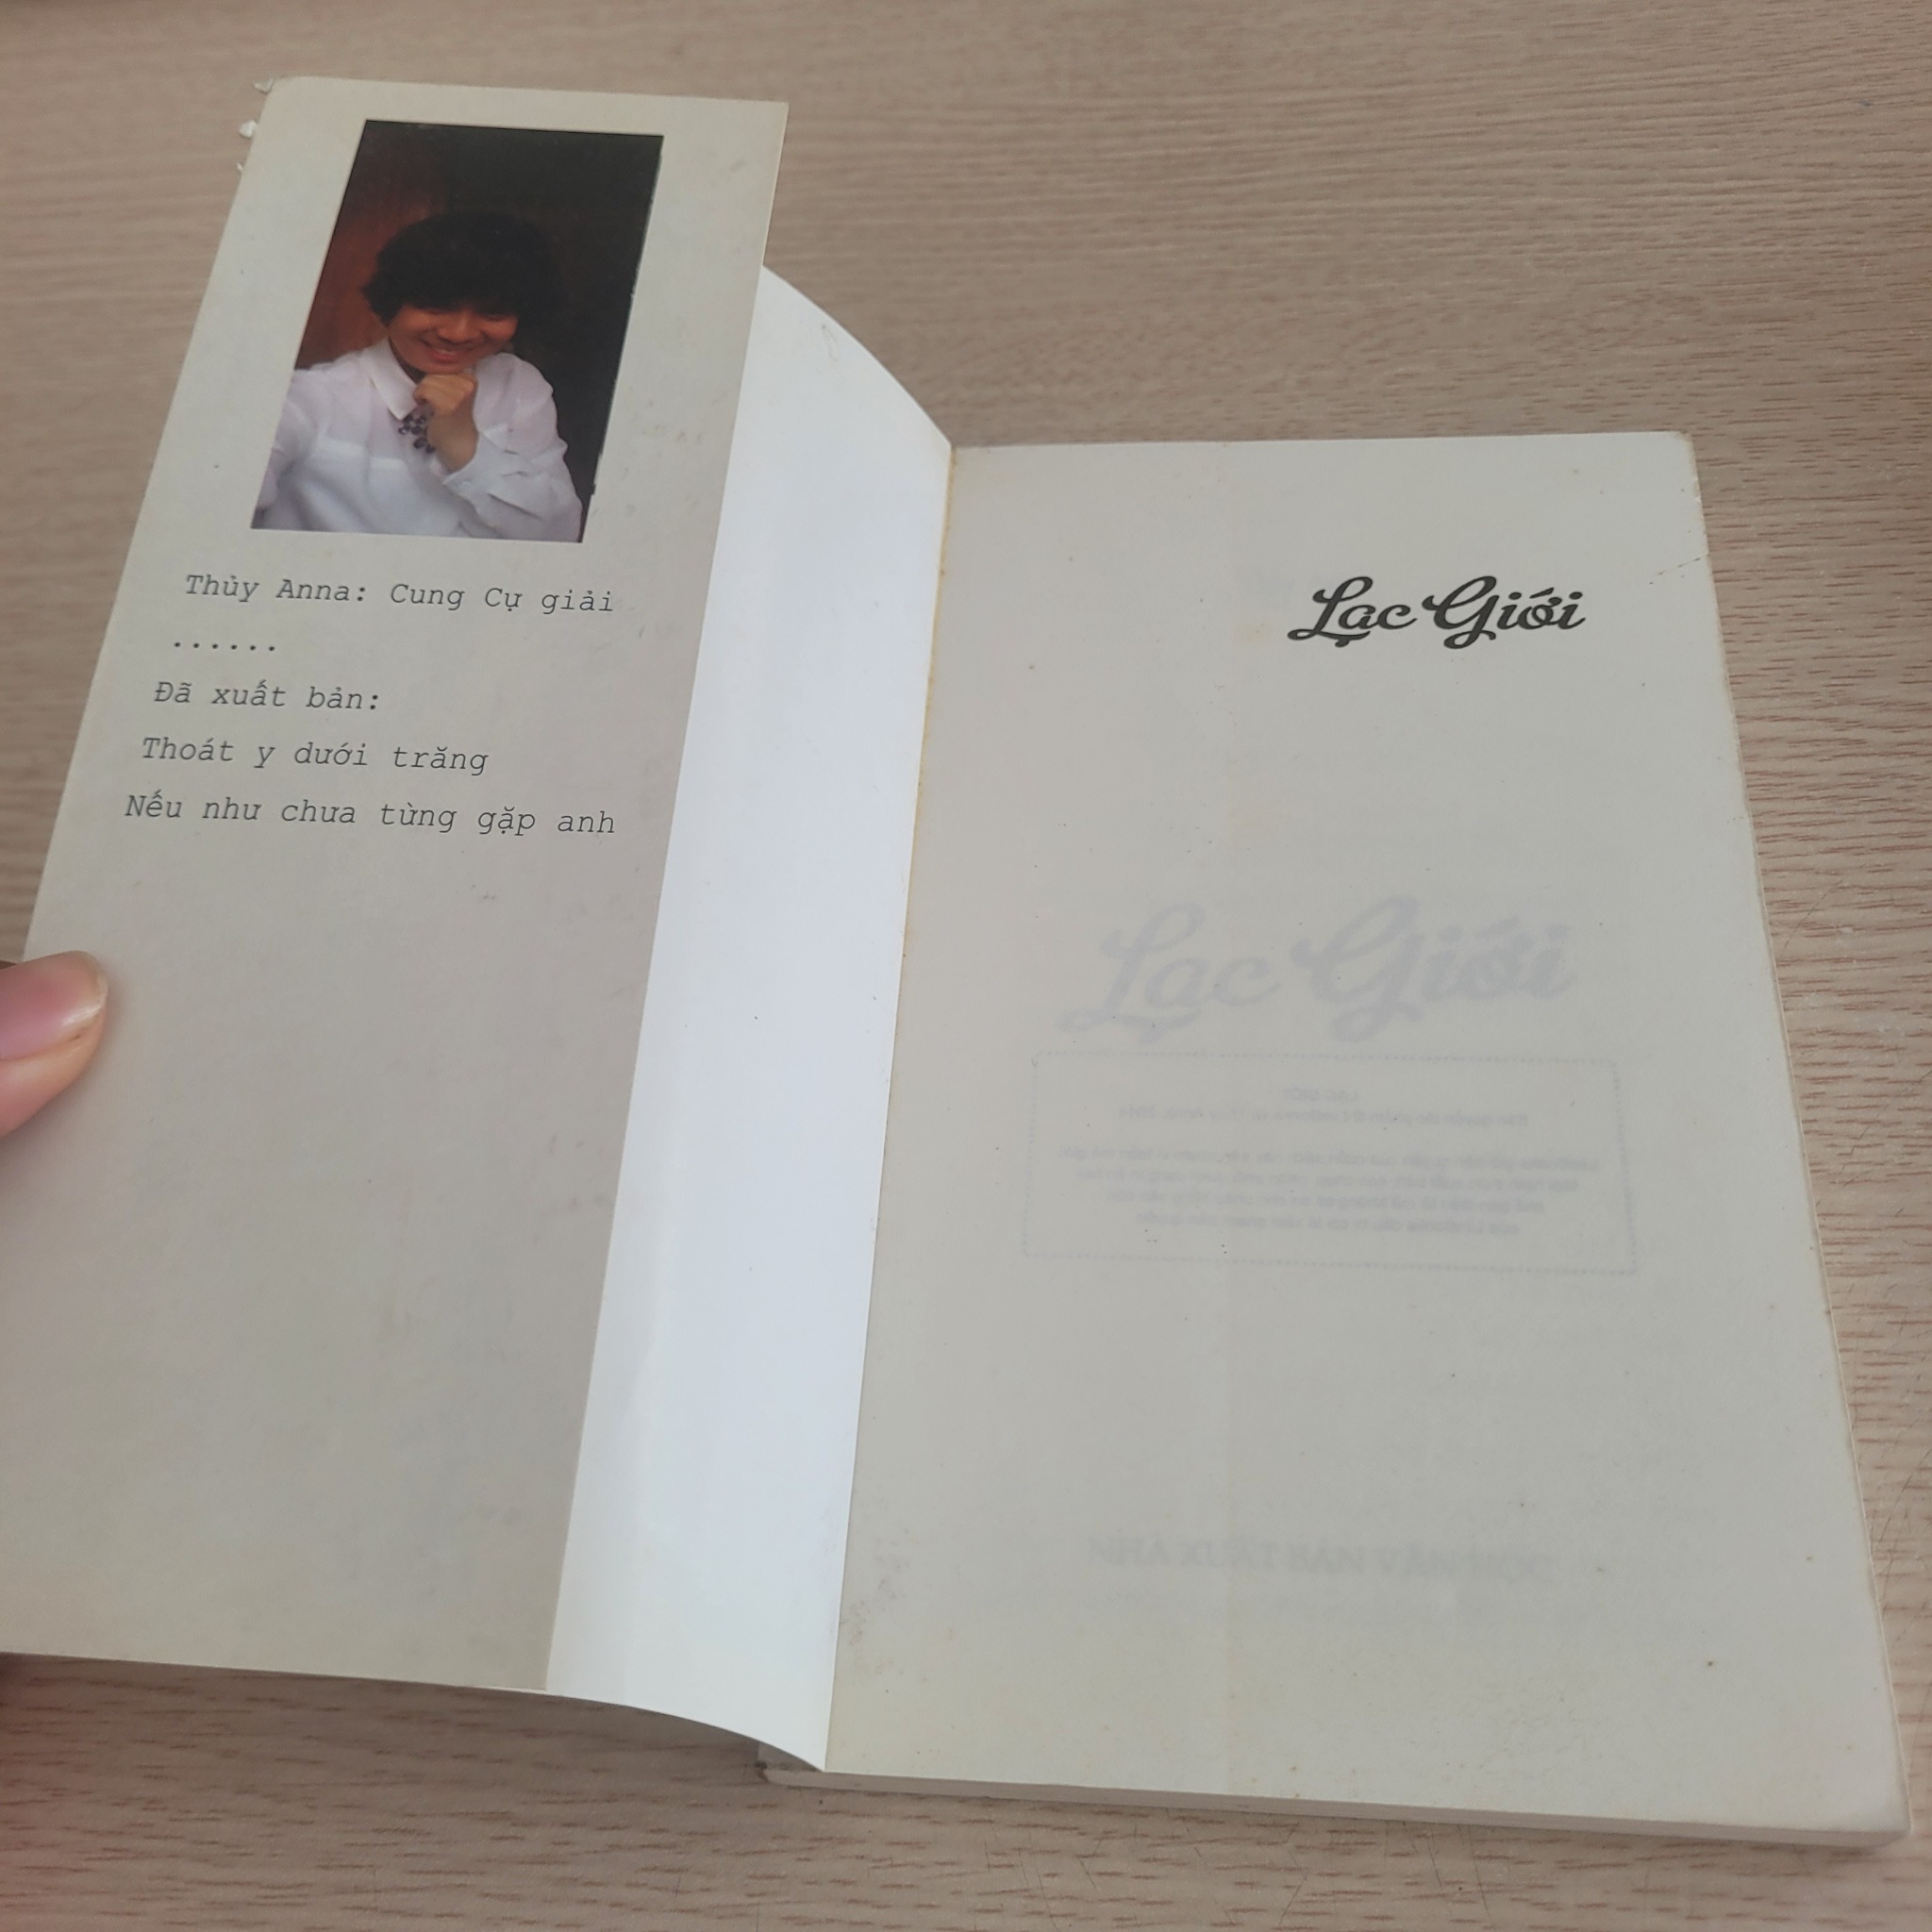 Thủy Anna: Cung Cự giải
......
Đã xuất bản:
Thoát y dưới trăng
Nếu như chưa từng gặp anh
Lạc Giới
Lạc Giới
NHÀ XUẤT BẢN VĂN HỌC